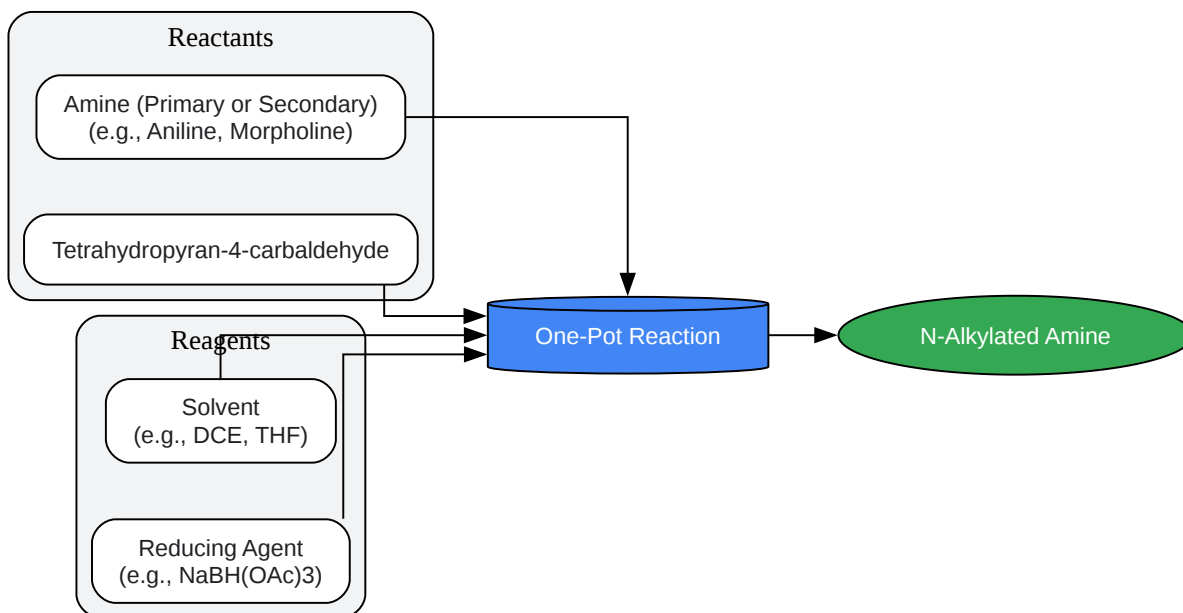 Reactants
Amine (Primary or Secondary)
(e.g., Aniline, Morpholine)
Tetrahydropyran-4-carbaldehyde
Reagents
One-Pot Reaction
N-Alkylated Amine
Solvent
(e.g., DCE, THF)
Reducing Agent
(e.g., NaBH(OAc)3)